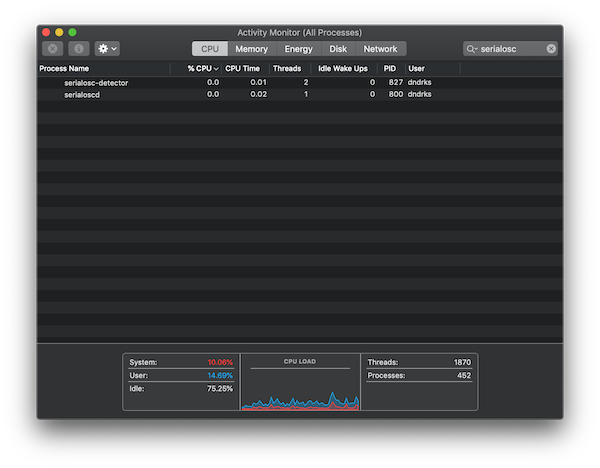 Activity Monitor (All Processes)
CPU Memory Energy Disk Network serialosc
Process Name % CPU CPU Time Threads Idle Wake Ups PID User
serialosc-detector 0.0 0.01 2 0 827 dndrks
serialoscd 0.0 0.02 1 0 800 dndrks
System: 10.06% CPU LOAD Threads: 1870
User: 14.69% Processes: 452
Idle: 75.25%